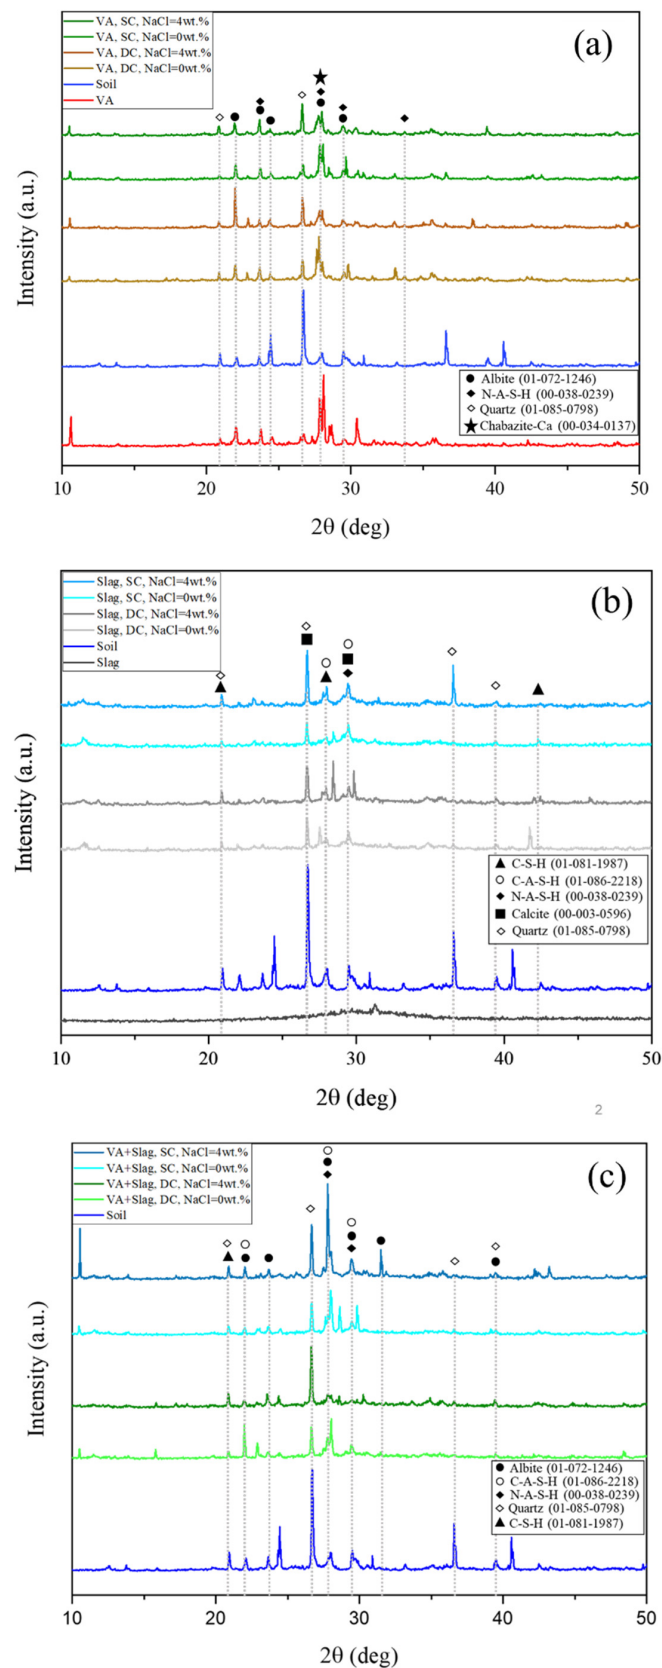 (a)
VA, SC, NaCl=4wt.%
VA, SC, NaCl=0wt.%
VA, DC, NaCl=4wt.%
VA, DC, NaCl=0wt.%
Soil
VA
Intensity (a.u.)
Albite (01-072-1246)
N-A-S-H (00-038-0239)
Quartz (01-085-0798)
Chabazite-Ca (00-034-0137)
10 20 30 40 50
2θ (deg)
(b)
Slag, SC, NaCl=4wt.%
Slag, SC, NaCl=0wt.%
Slag, DC, NaCl=4wt.%
Slag, DC, NaCl=0wt.%
Soil
Slag
Intensity (a.u.)
C-S-H (01-081-1987)
C-A-S-H (01-086-2218)
N-A-S-H (00-038-0239)
Calcite (00-003-0596)
Quartz (01-085-0798)
10 20 30 40 50
2θ (deg)
2
(c)
VA+Slag, SC, NaCl=4wt.%
VA+Slag, SC, NaCl=0wt.%
VA+Slag, DC, NaCl=4wt.%
VA+Slag, DC, NaCl=0wt.%
Soil
Intensity (a.u.)
Albite (01-072-1246)
C-A-S-H (01-086-2218)
N-A-S-H (00-038-0239)
Quartz (01-085-0798)
C-S-H (01-081-1987)
10 20 30 40 50
2θ (deg)